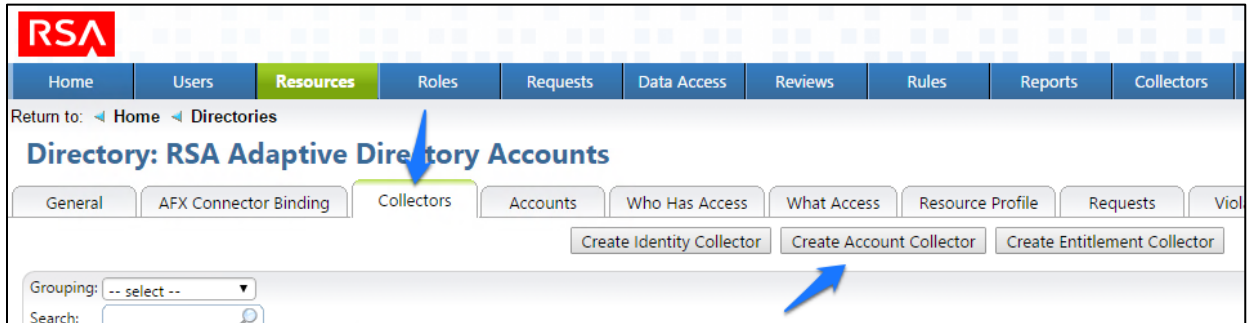 RSA
Home Users Resources Roles Requests Data Access Reviews Rules Reports Collectors
Return to: Home Directories
Directory: RSA Adaptive Directory Accounts
General AFX Connector Binding Collectors Accounts Who Has Access What Access Resource Profile Requests
Create Identity Collector Create Account Collector Create Entitlement Collector
Grouping: -- select --
Search: